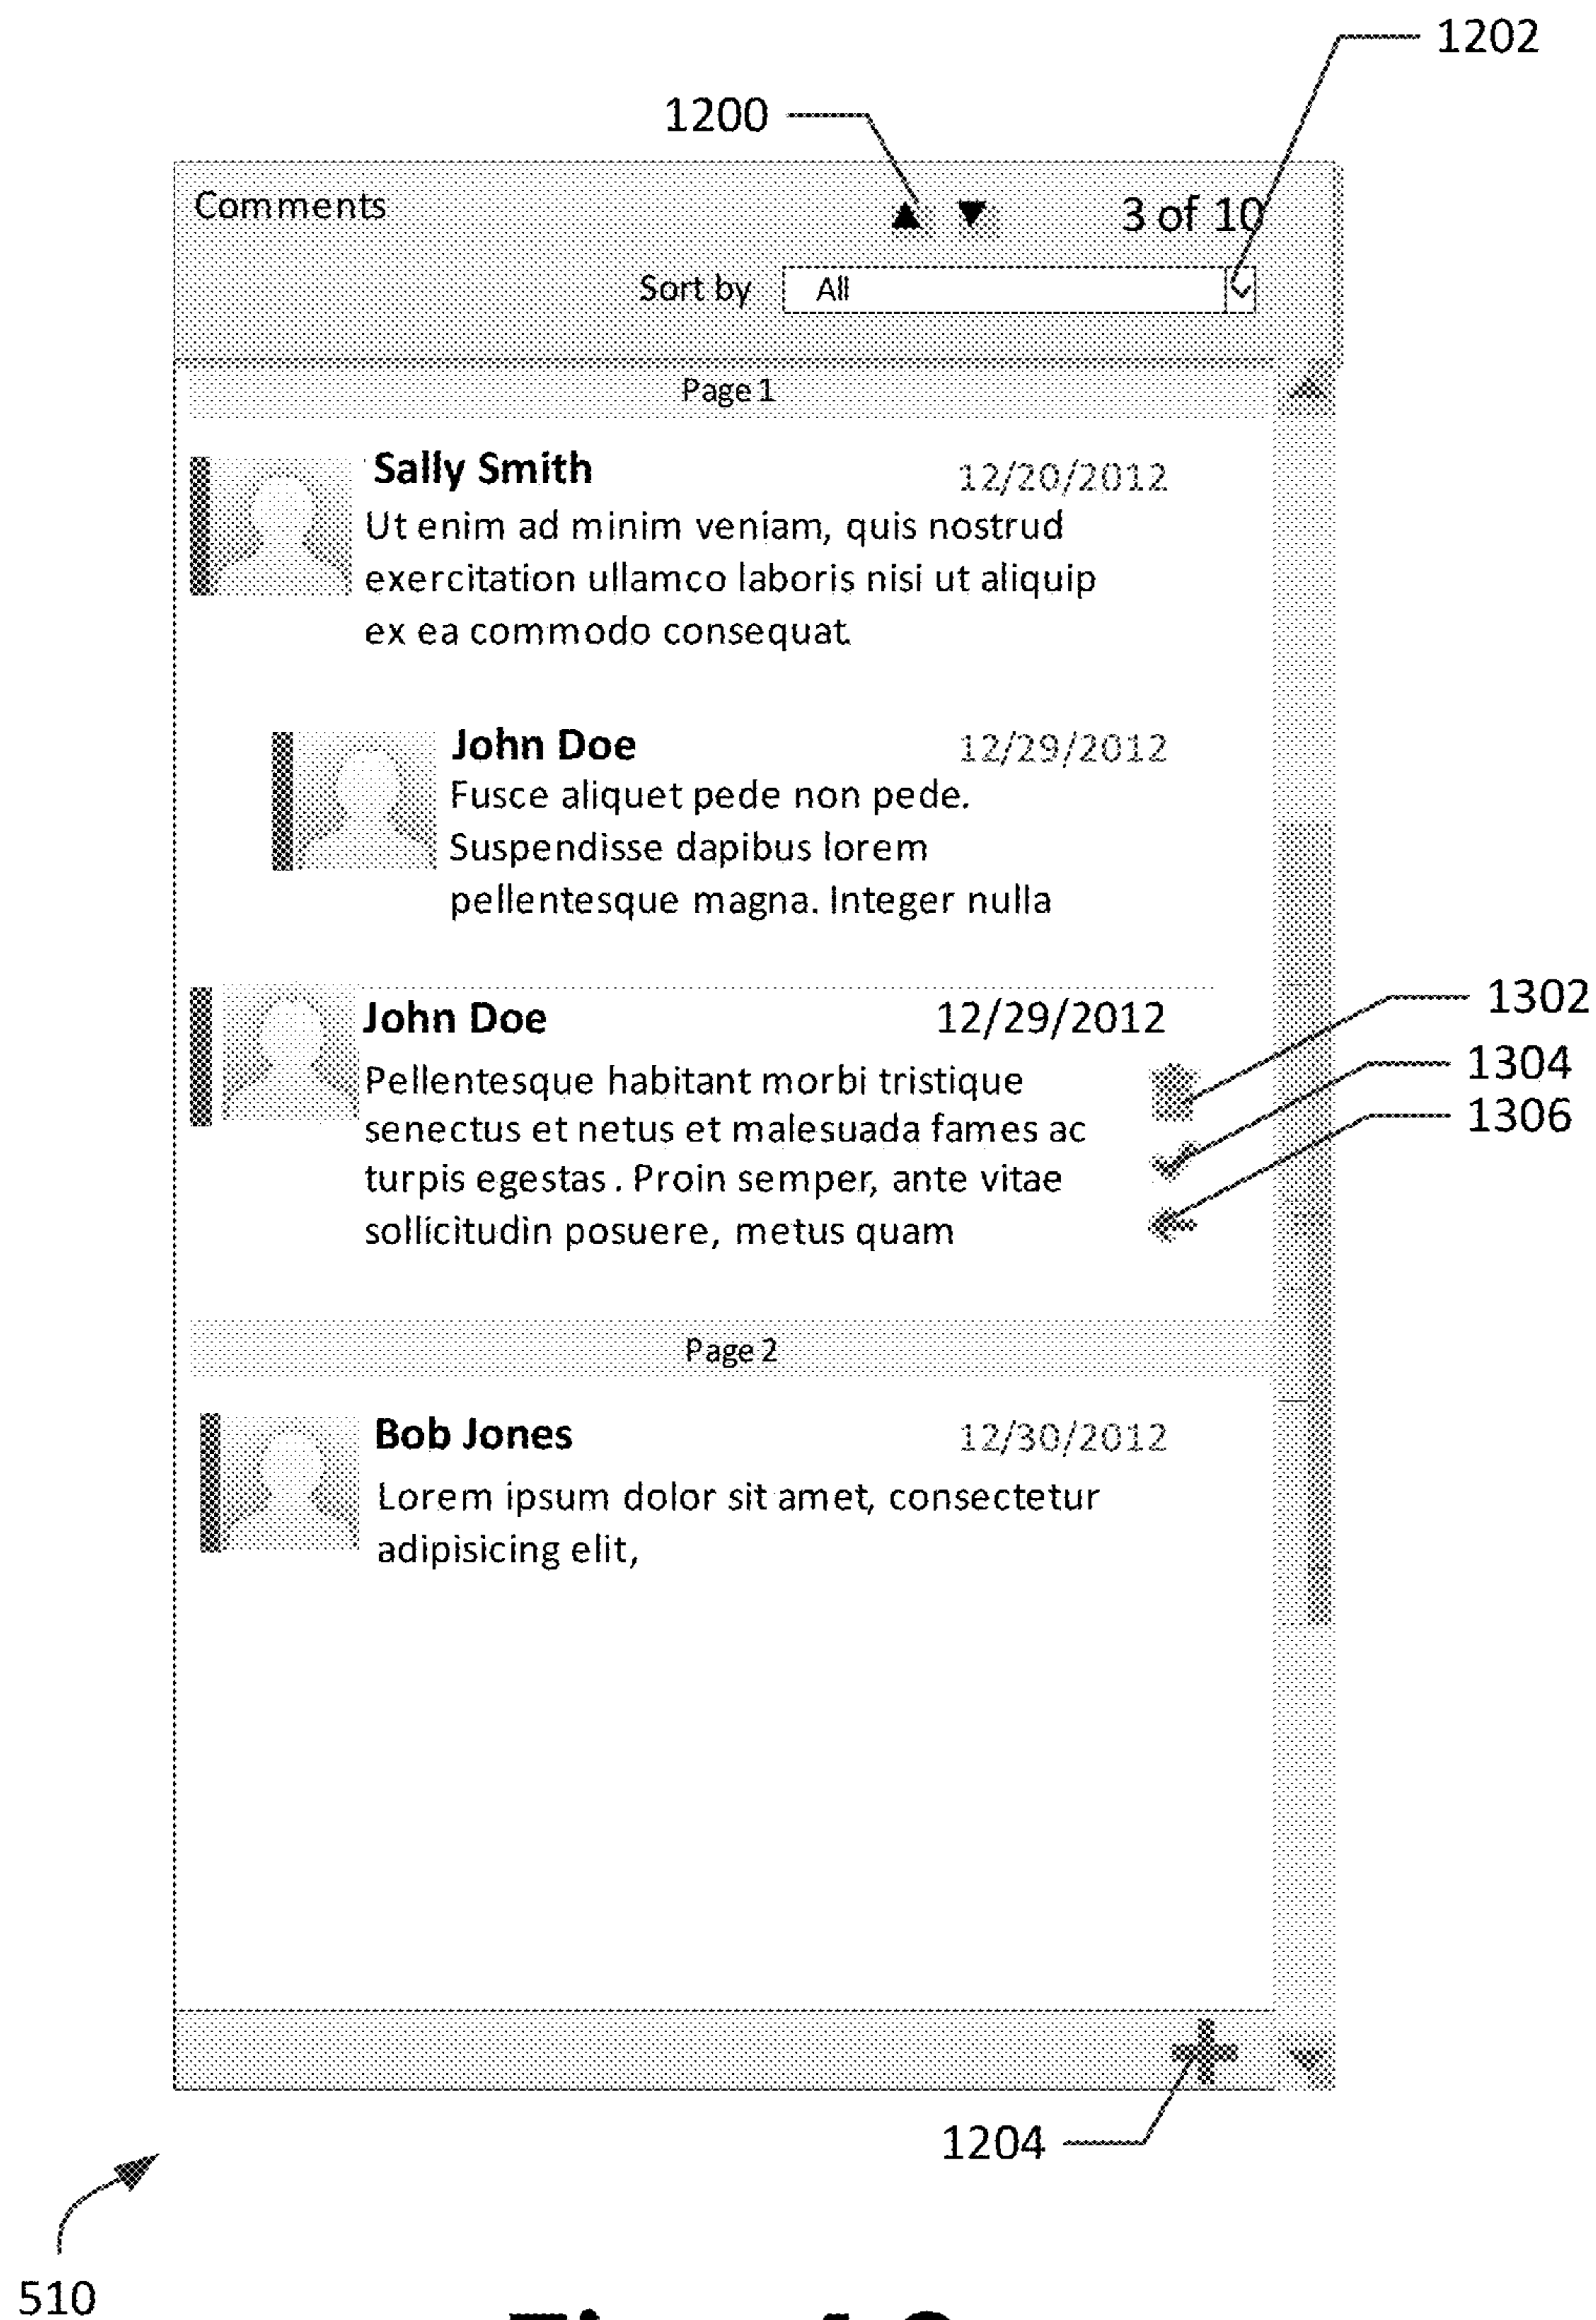 1202
1200
Comments
3 of 10
Sort by
All
Page 1
Sally Smith
12/20/2012
Ut enim ad minim veniam, quis nostrud
exercitation ullamco laboris nisi ut aliquip
ex ea commodo consequat.
John Doe
12/29/2012
Fusce aliquet pede non pede.
Suspendisse dapibus lorem
pellentesque magna. Integer nulla
John Doe
12/29/2012
1302
Pellentesque habitant morbi tristique
1304
senectus et netus et malesuada fames ac
1306
turpis egestas. Proin semper, ante vitae
sollicitudin posuere, metus quam
Page 2
Bob Jones
12/30/2012
Lorem ipsum dolor sit amet, consectetur
adipisicing elit,
1204
510